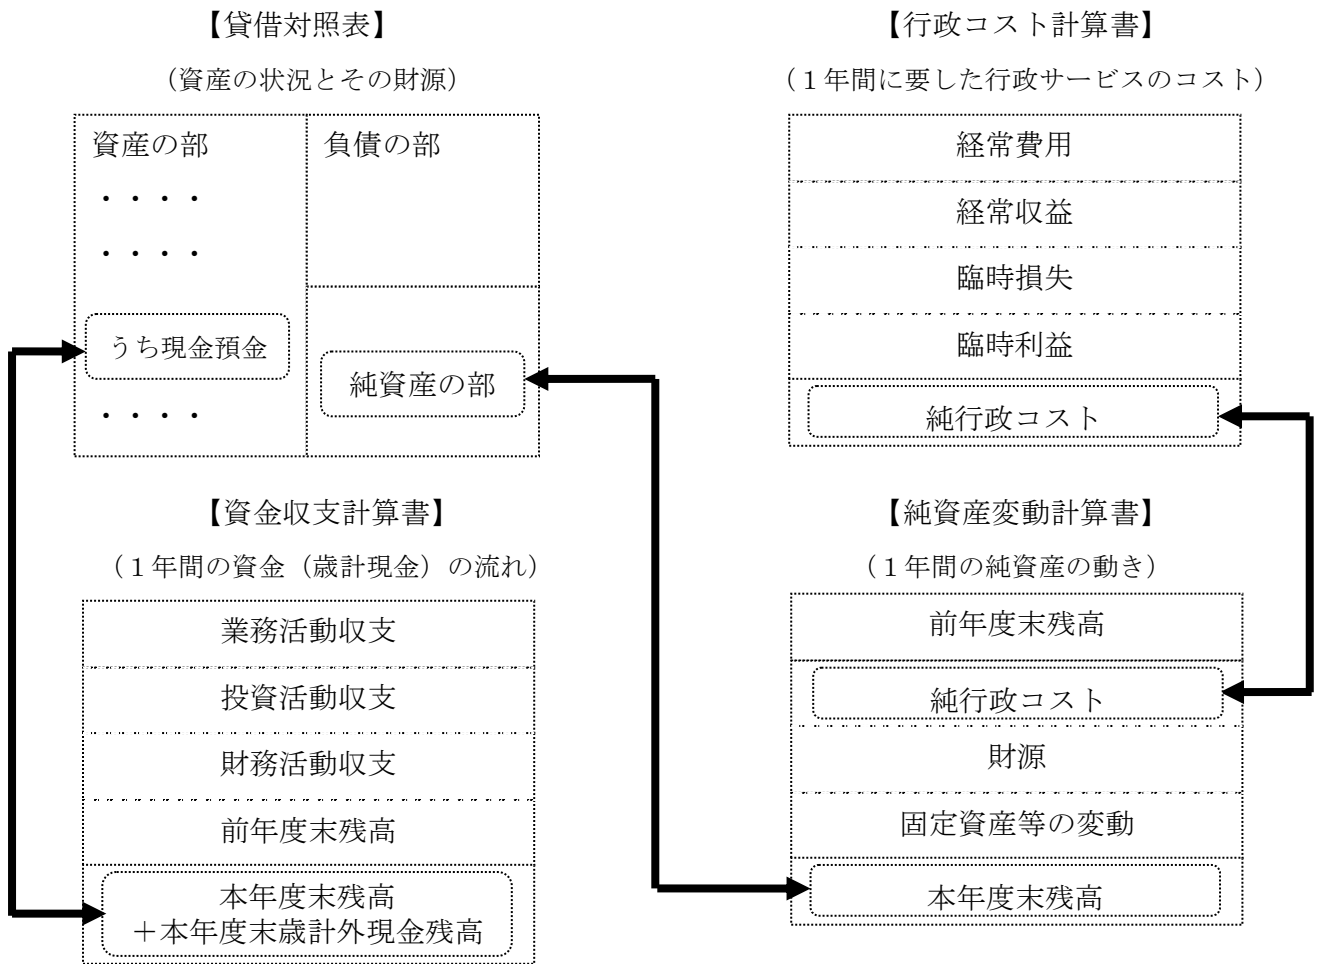 【貸借対照表】
（資産の状況とその財源）
資産の部
負債の部
・・・・
・・・・
うち現金預金
純資産の部
・・・・
【行政コスト計算書】
（１年間に要した行政サービスのコスト）
経常費用
経常収益
臨時損失
臨時利益
純行政コスト
【資金収支計算書】
（１年間の資金（歳計現金）の流れ）
業務活動収支
投資活動収支
財務活動収支
前年度末残高
本年度末残高
＋本年度末歳計外現金残高
【純資産変動計算書】
（１年間の純資産の動き）
前年度末残高
純行政コスト
財源
固定資産等の変動
本年度末残高